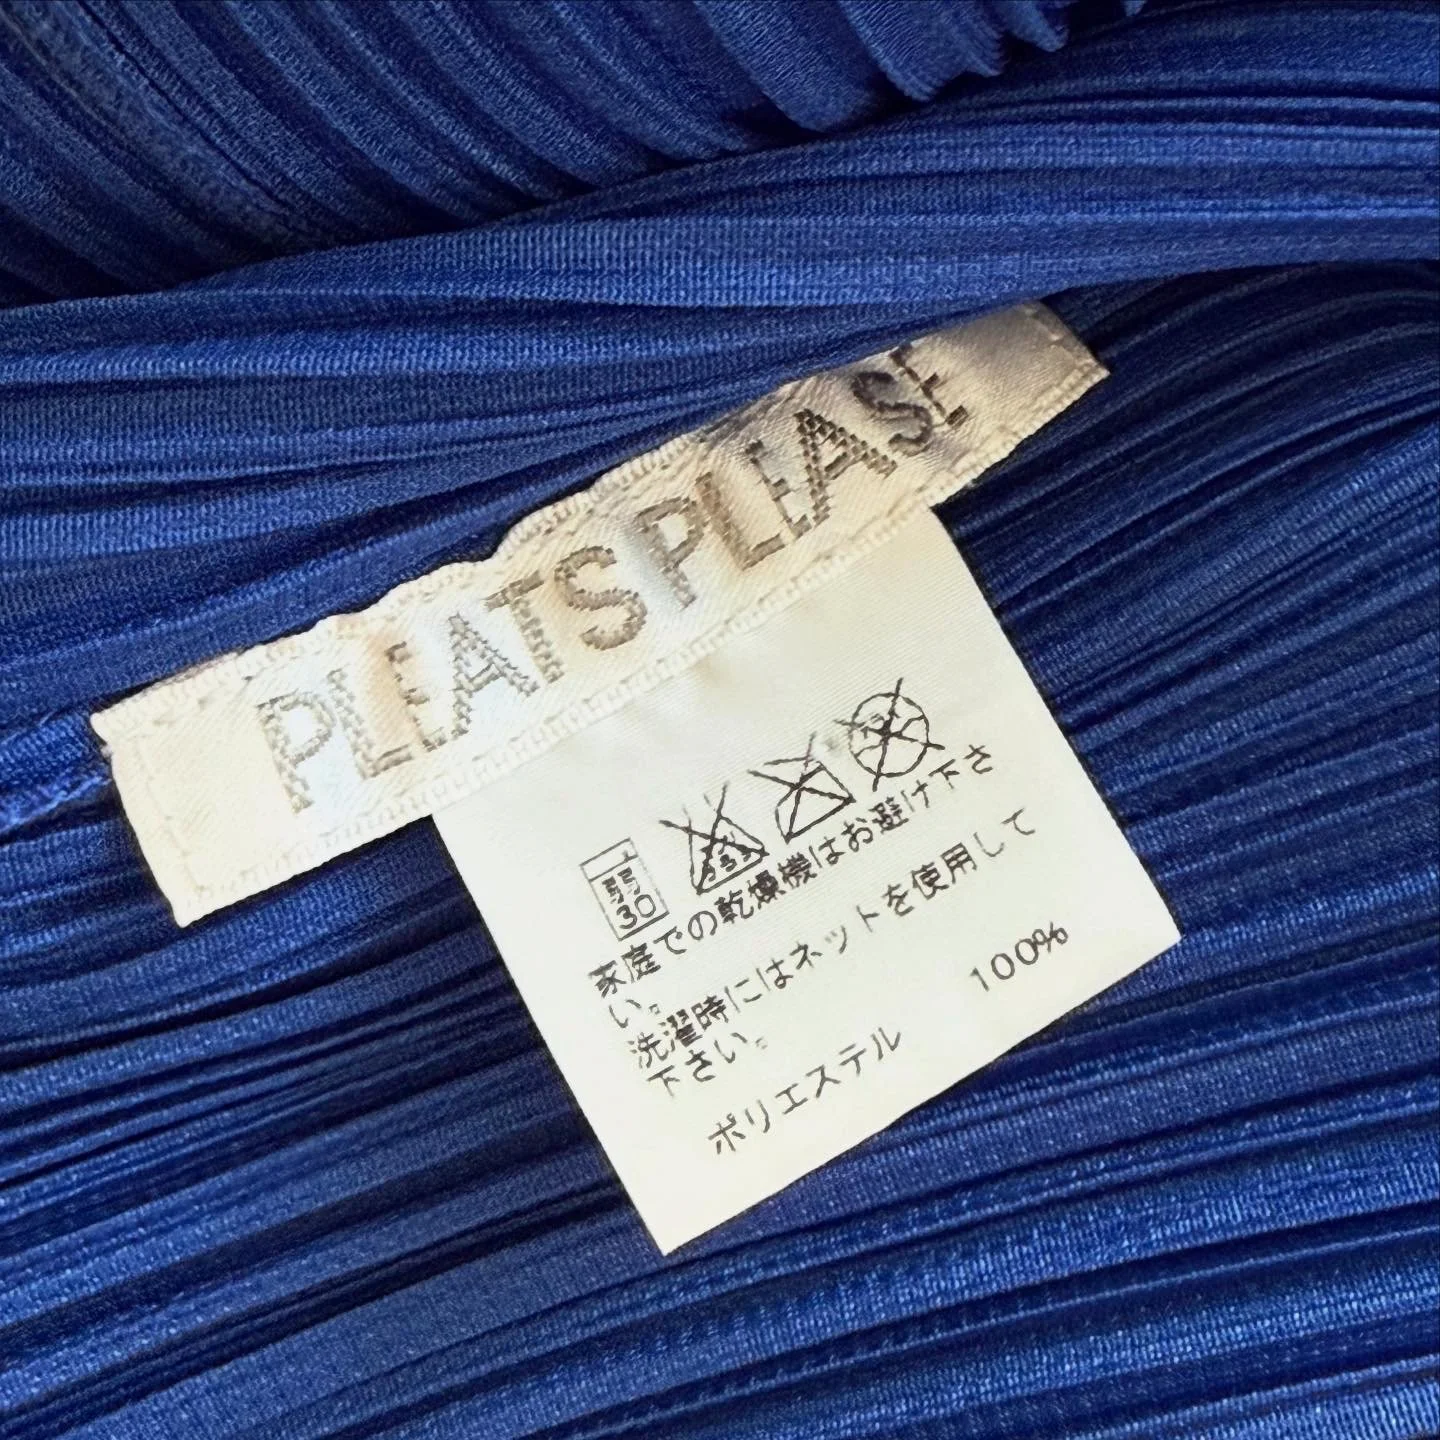 PLEATS PLEASE
30
家庭での乾燥機はお避け下さ
い。
洗濯時にはネットを使用して
下さい。
ポリエステル 100%